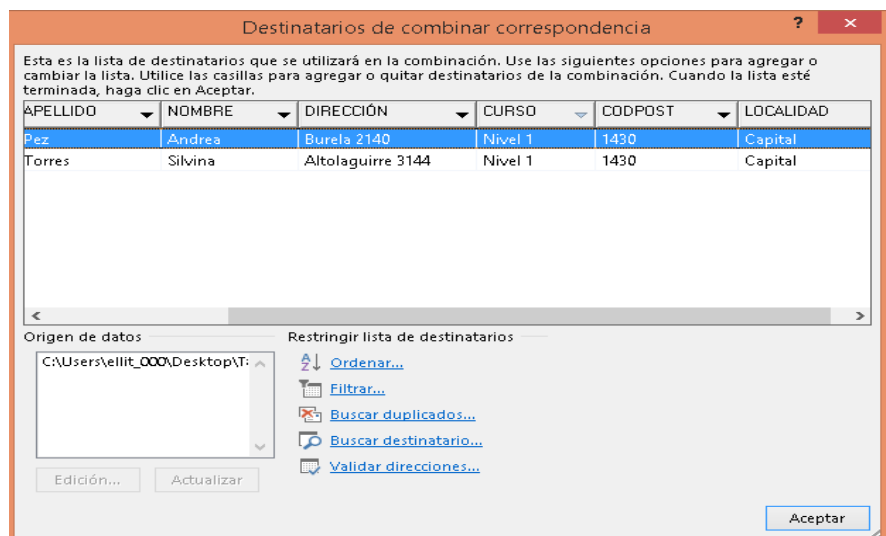 Destinatarios de combinar correspondencia
? ×
Esta es la lista de destinatarios que se utilizará en la combinación. Use las siguientes opciones para agregar o
cambiar la lista. Utilice las casillas para agregar o quitar destinatarios de la combinación. Cuando la lista esté
terminada, haga clic en Aceptar.
APELLIDO NOMBRE DIRECCIÓN CURSO CODPOST LOCALIDAD
Pez Andrea Burela 2140 Nivel 1 1430 Capital
Torres Silvina Altolaguirre 3144 Nivel 1 1430 Capital
Origen de datos Restringir lista de destinatarios
C:\Users\ellit_000\Desktop\T
Ordenar...
Filtrar...
Buscar duplicados...
Buscar destinatario...
Validar direcciones...
Edición... Actualizar
Aceptar